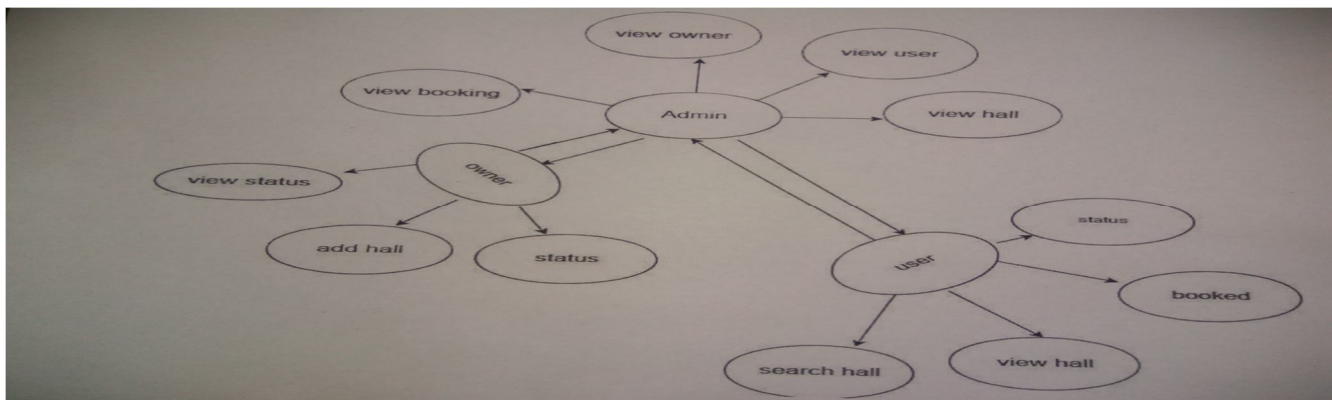 view owner
view user
view booking
Admin
view hall
owner
view status
status
add hall
status
user
booked
view hall
search hall